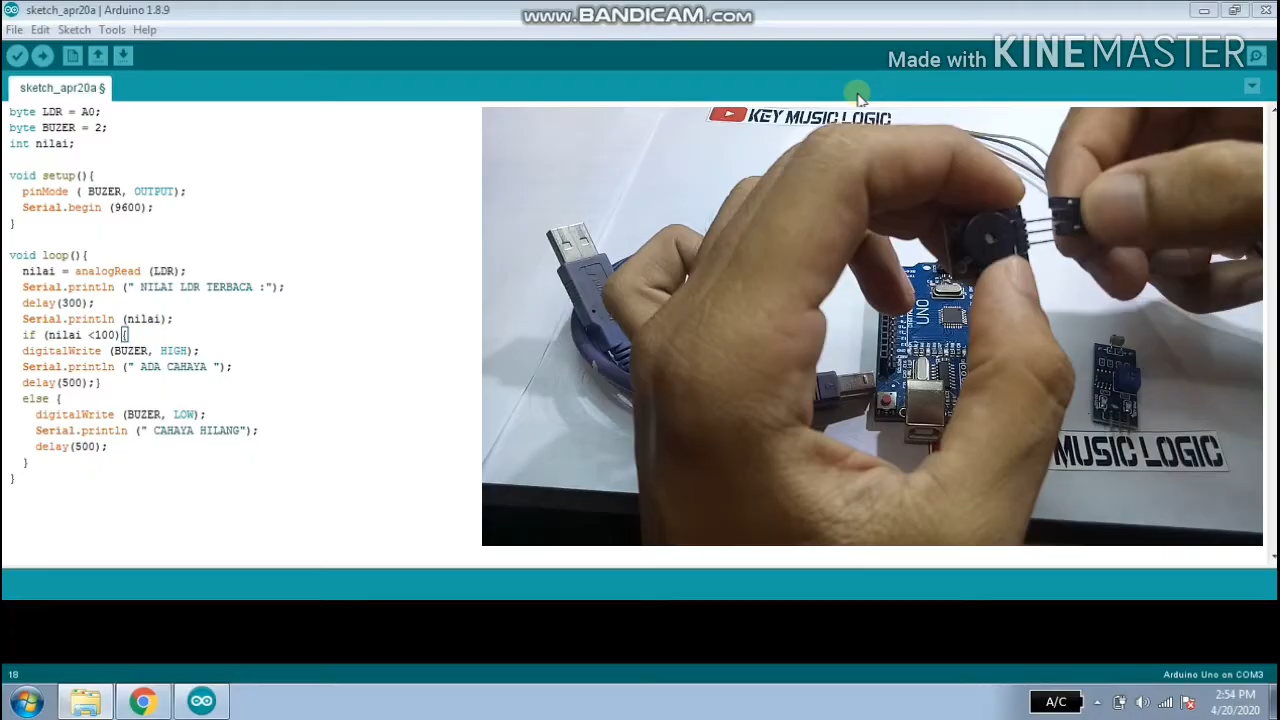 sketch_apr20a | Arduino 1.8.9
www.BANDICAM.com
File Edit Sketch Tools Help
Made with KINEMASTER
sketch_apr20a §
byte LDR = A0;
byte BUZER = 2;
int nilai;
void setup(){
pinMode ( BUZER, OUTPUT);
Serial.begin (9600);
}
void loop(){
nilai = analogRead (LDR);
Serial.println (" NILAI LDR TERBACA :");
delay(300);
Serial.println (nilai);
if (nilai <100){
digitalWrite (BUZER, HIGH);
Serial.println (" ADA CAHAYA ");
delay(500);}
else {
digitalWrite (BUZER, LOW);
Serial.println (" CAHAYA HILANG");
delay(500);
}
}
KEY MUSIC LOGIC
UNO
MUSIC LOGIC
18
Arduino Uno on COM3
A/C
2:54 PM
4/20/2020